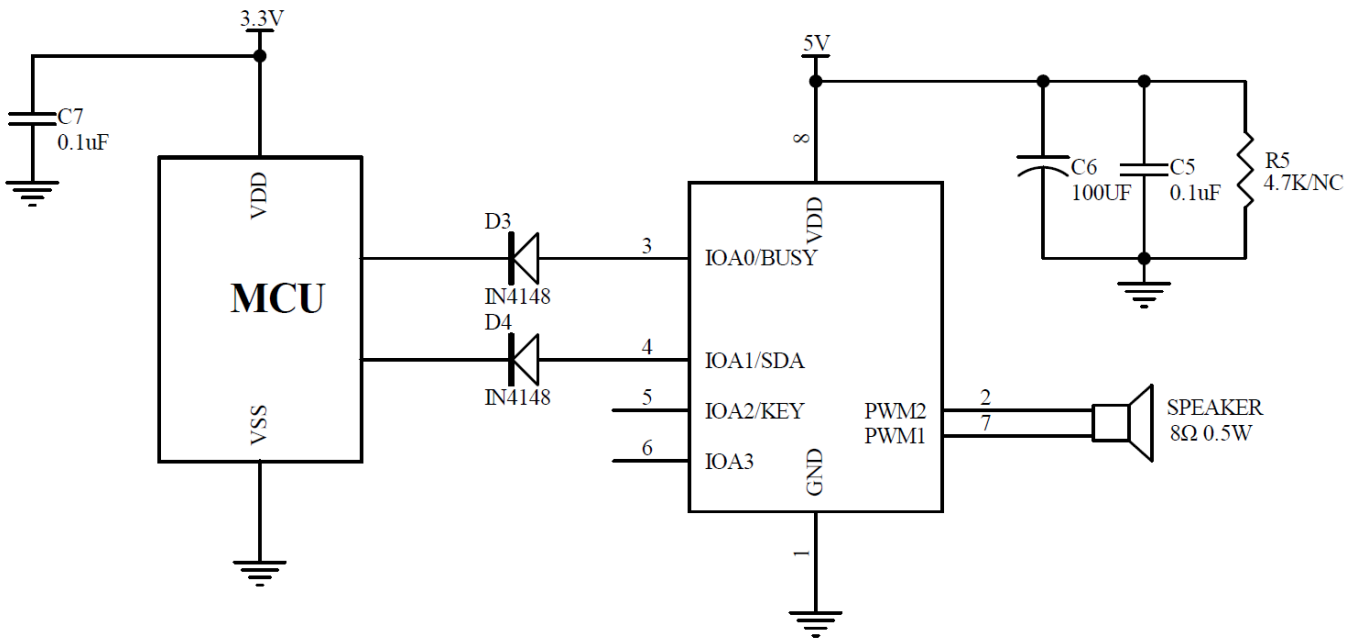 3.3V
C7
0.1uF
VDD
MCU
VSS
D3
IN4148
D4
IN4148
5V
8
VDD
3
IOA0/BUSY
4
IOA1/SDA
5
IOA2/KEY
6
IOA3
PWM2
2
PWM1
7
GND
1
C6
100UF
C5
0.1uF
R5
4.7K/NC
SPEAKER
8Ω 0.5W